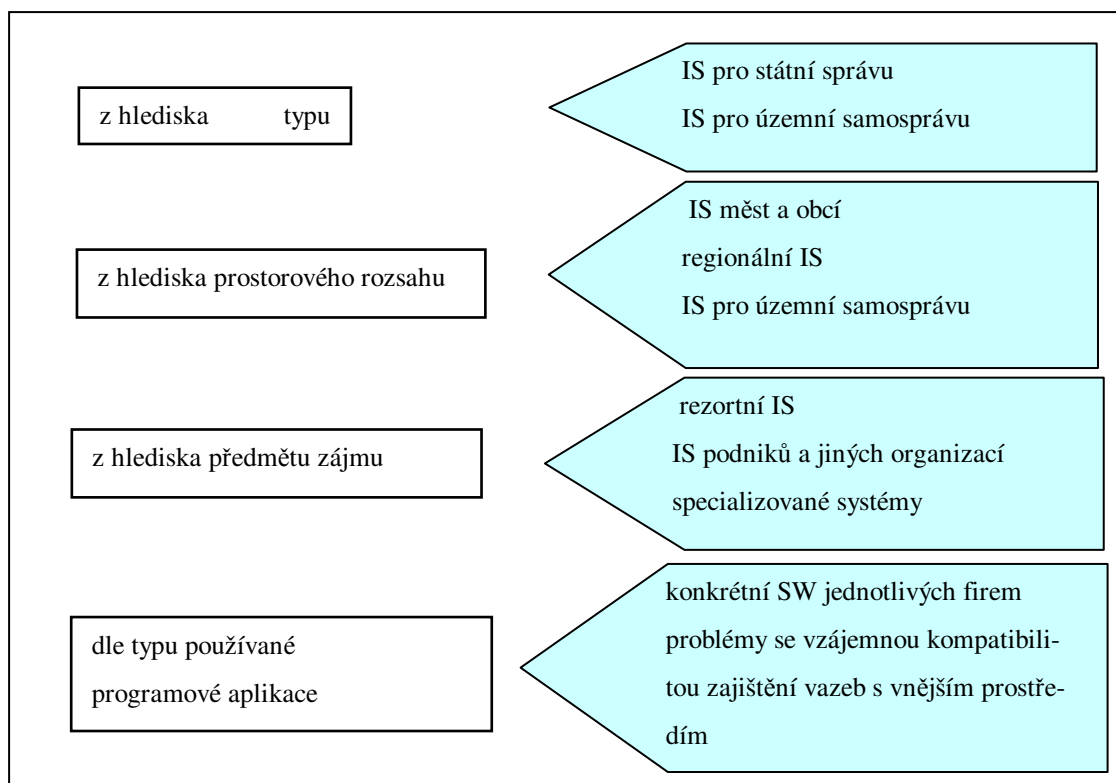 z hlediska typu
IS pro státní správu
IS pro územní samosprávu
z hlediska prostorového rozsahu
IS měst a obcí
regionální IS
IS pro územní samosprávu
z hlediska předmětu zájmu
rezortní IS
IS podniků a jiných organizací
specializované systémy
dle typu používané
programové aplikace
konkrétní SW jednotlivých firem
problémy se vzájemnou kompatibili-
tou zajištění vazeb s vnějším prostře-
dím